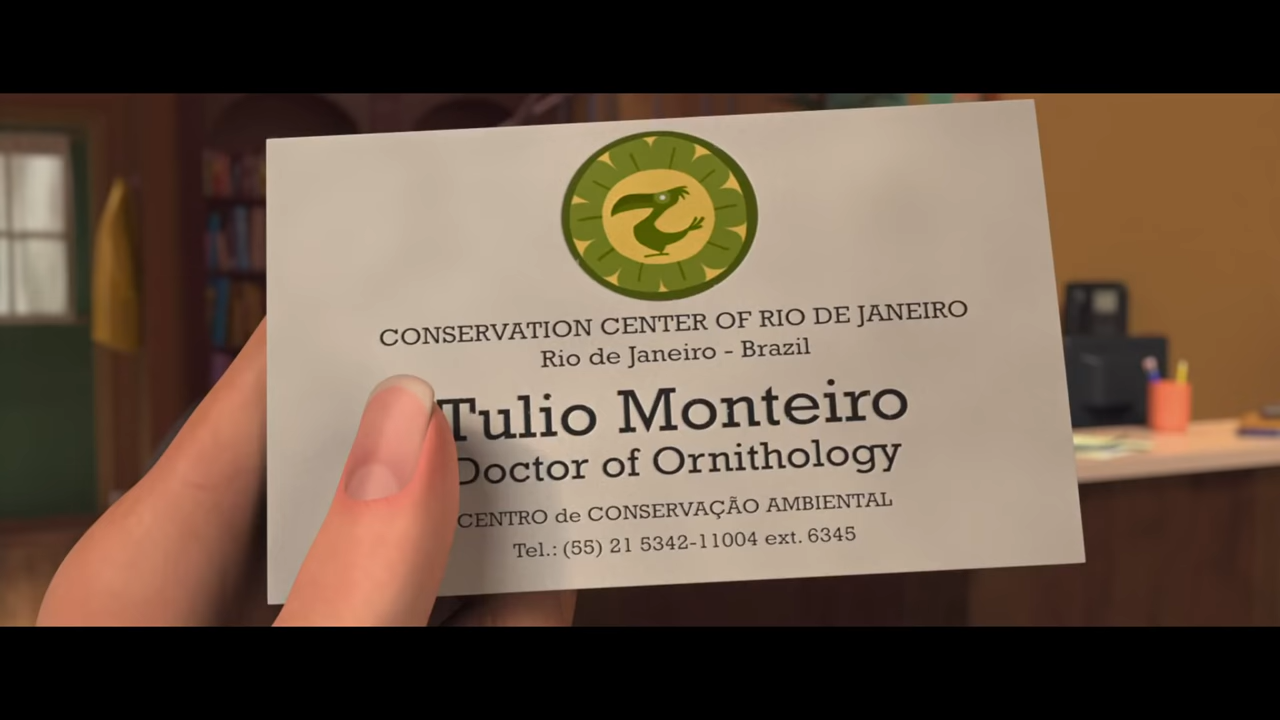 CONSERVATION CENTER OF RIO DE JANEIRO
Rio de Janeiro - Brazil
Tulio Monteiro
Doctor of Ornithology
CENTRO de CONSERVAÇÃO AMBIENTAL
Tel.: (55) 21 5342-11004 ext. 6345